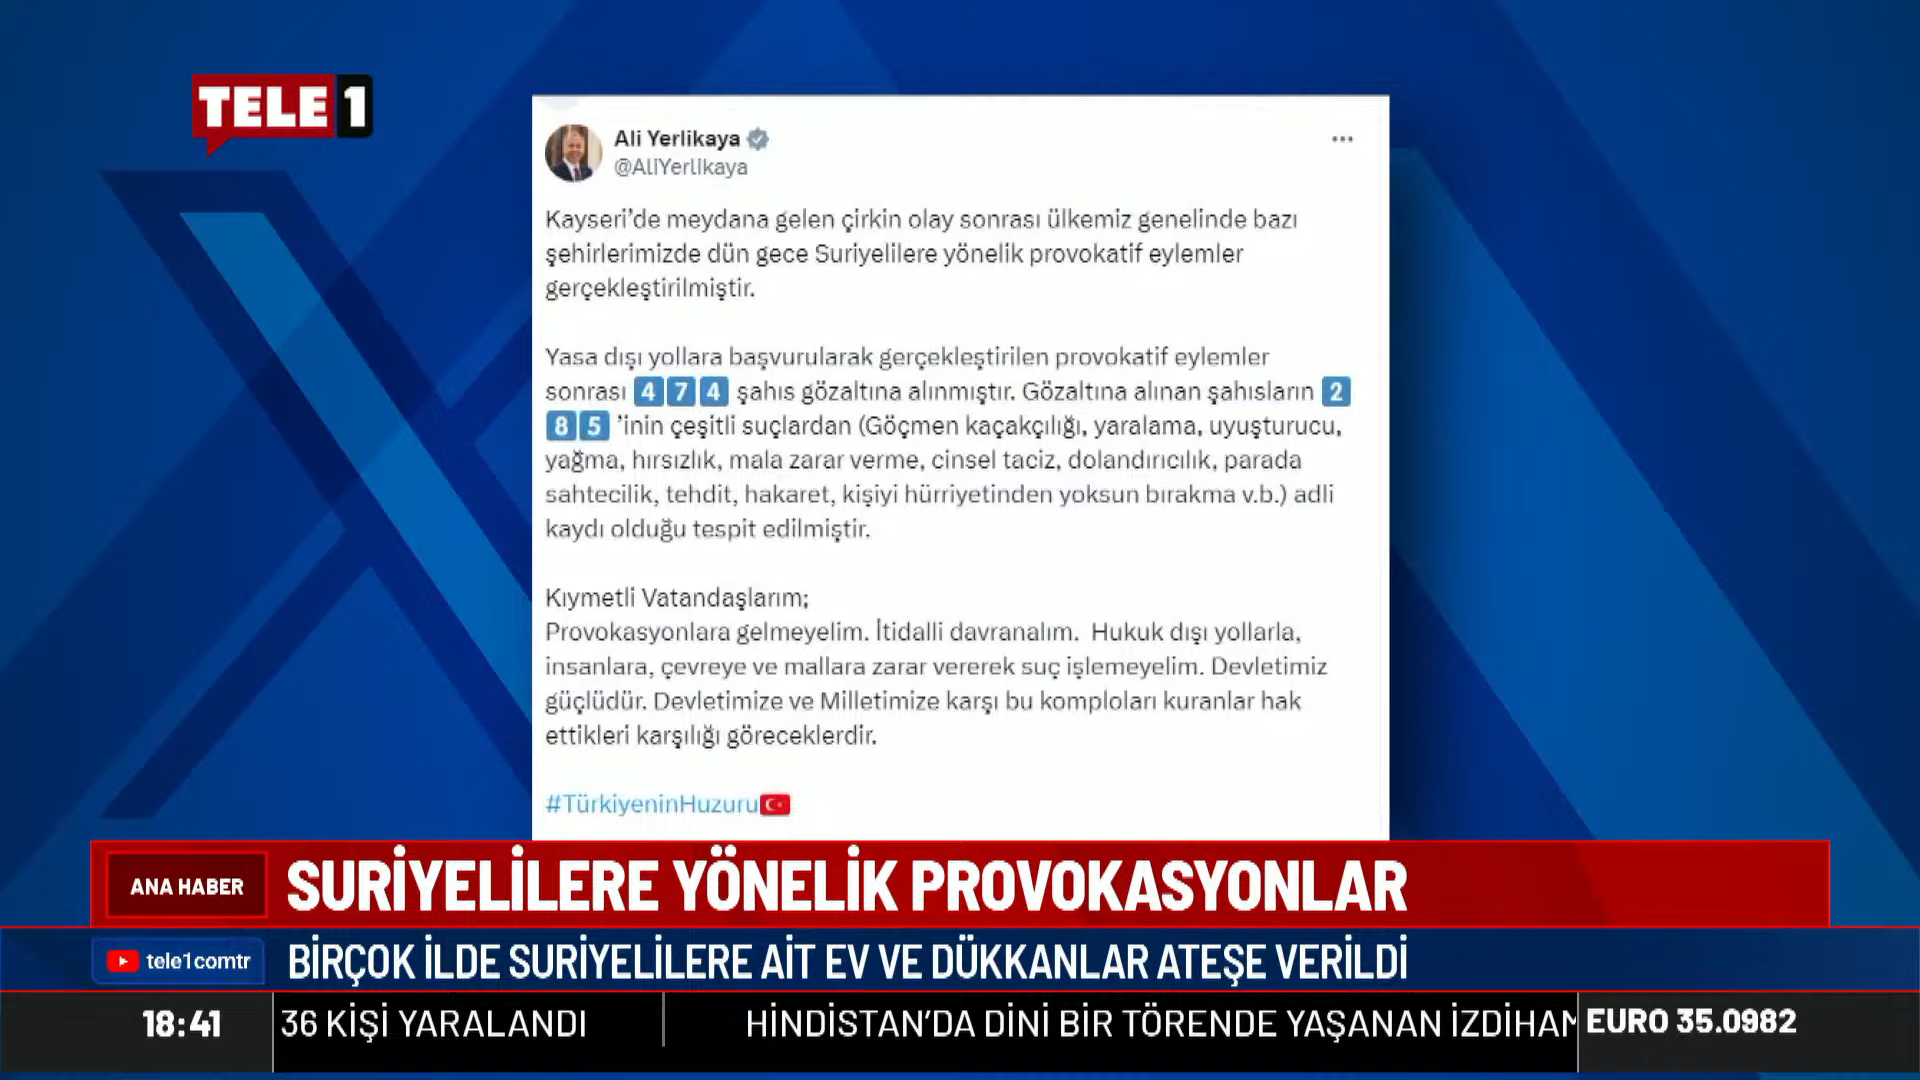 TELE 1
Ali Yerlikaya
@AliYerlikaya
Kayseri’de meydana gelen çirkin olay sonrası ülkemiz genelinde bazı
şehirlerimizde dün gece Suriyelilere yönelik provokatif eylemler
gerçekleştirilmiştir.
Yasa dışı yollara başvurularak gerçekleştirilen provokatif eylemler
sonrası 474 şahıs gözaltına alınmıştır. Gözaltına alınan şahısların 2
85 ’inin çeşitli suçlardan (Göçmen kaçakçılığı, yaralama, uyuşturucu,
yağma, hırsızlık, mala zarar verme, cinsel taciz, dolandırıcılık, parada
sahtecilik, tehdit, hakaret, kişiyi hürriyetinden yoksun bırakma v.b.) adli
kaydı olduğu tespit edilmiştir.
Kıymetli Vatandaşlarım;
Provokasyonlara gelmeyelim. İtidalli davranalım. Hukuk dışı yollarla,
insanlara, çevreye ve mallara zarar vererek suç işlemeyelim. Devletimiz
güçlüdür. Devletimize ve Milletimize karşı bu komploları kuranlar hak
ettikleri karşılığı göreceklerdir.
#TürkiyeninHuzuru
ANA HABER
SURİYELİLERE YÖNELİK PROVOKASYONLAR
tele1comtr
BİRÇOK İLDE SURİYELİLERE AİT EV VE DÜKKANLAR ATEŞE VERİLDİ
18:41
36 KİŞİ YARALANDI
HİNDİSTAN’DA DİNİ BİR TÖRENDE YAŞANAN İZDİHAM
EURO 35.0982